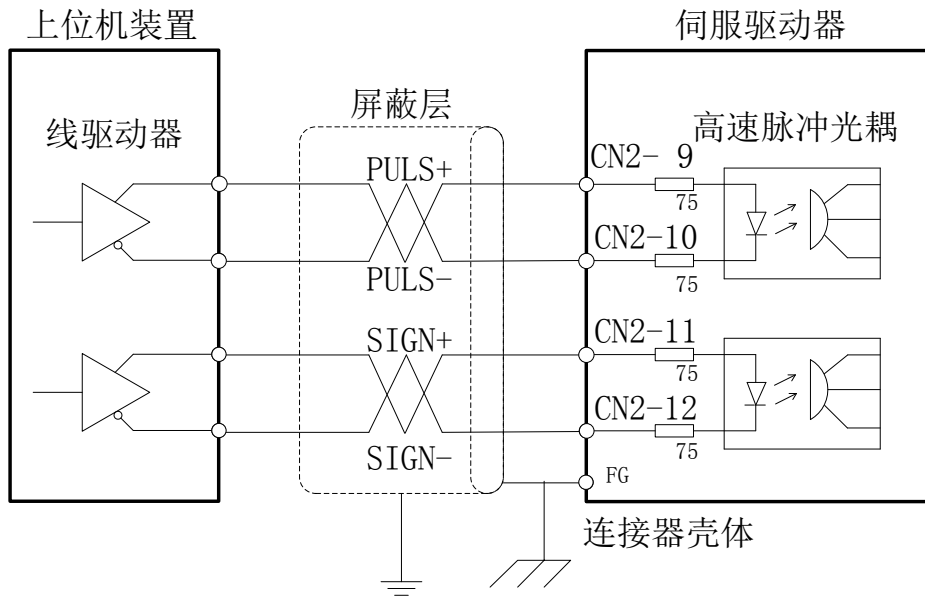 上位机装置
伺服驱动器
屏蔽层
线驱动器
高速脉冲光耦
PULS+
CN2- 9
75
CN2-10
PULS-
75
SIGN+
CN2-11
75
CN2-12
SIGN-
75
FG
连接器壳体